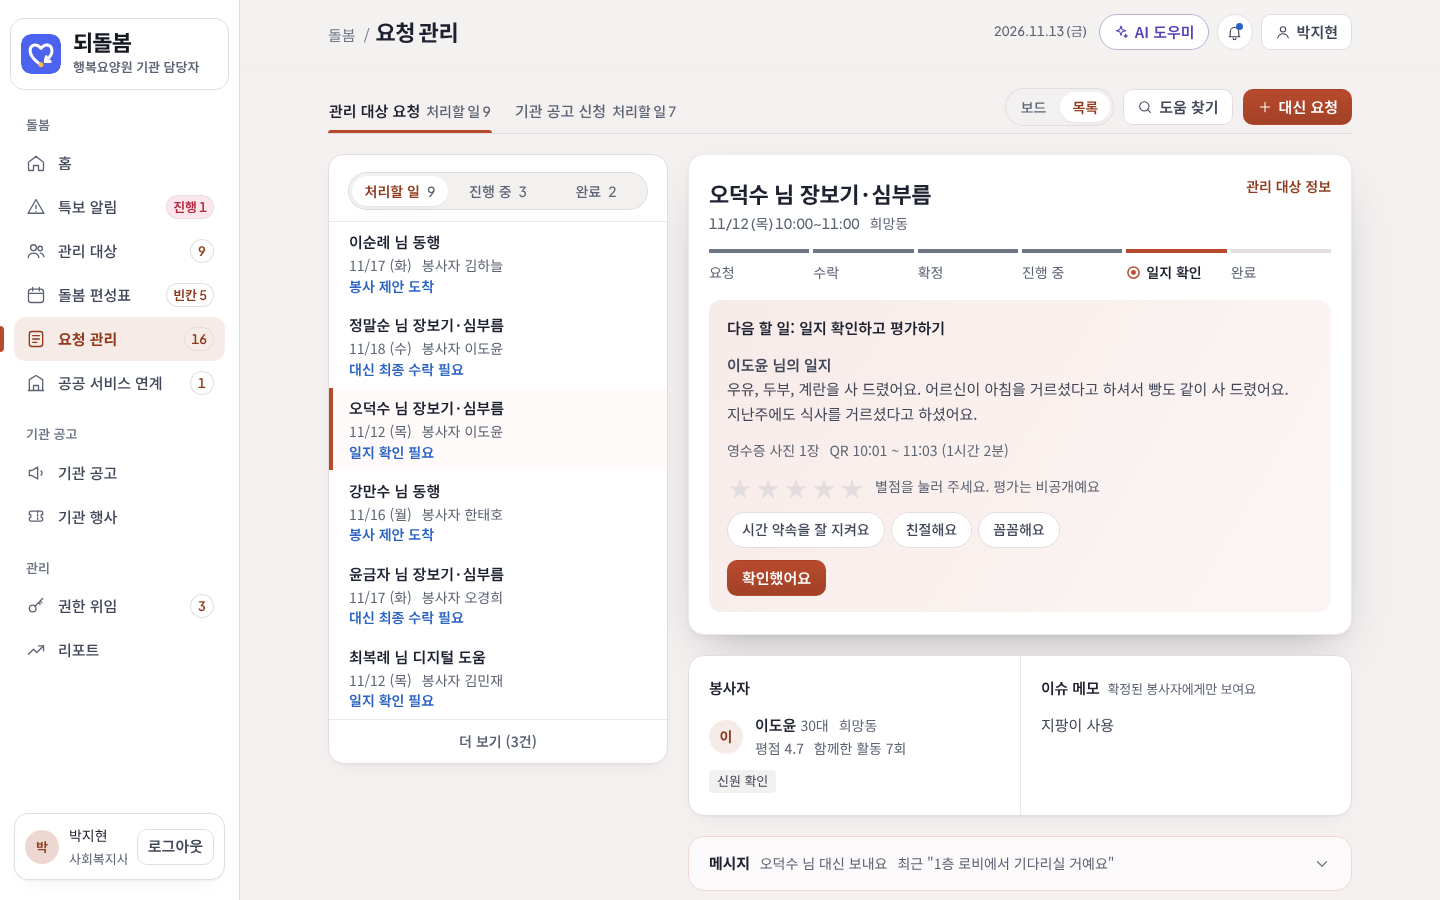 되돌봄
행복요양원 기관 담당자
돌봄
홈
특보 알림 진행 1
관리 대상 9
돌봄 편성표 빈칸 5
요청 관리 16
공공 서비스 연계 1
기관 공고
기관 공고
기관 행사
관리
권한 위임 3
리포트
박 박지현
사회복지사
로그아웃
돌봄 / 요청 관리
2026.11.13 (금) AI 도우미 박지현
관리 대상 요청 처리할 일 9 기관 공고 신청 처리할 일 7
보드 목록 도움 찾기 + 대신 요청
처리할 일 9 진행 중 3 완료 2
이순례 님 동행
11/17 (화) 봉사자 김하늘
봉사 제안 도착
정말순 님 장보기·심부름
11/18 (수) 봉사자 이도윤
대신 최종 수락 필요
오덕수 님 장보기·심부름
11/12 (목) 봉사자 이도윤
일지 확인 필요
강만수 님 동행
11/16 (월) 봉사자 한태호
봉사 제안 도착
윤금자 님 장보기·심부름
11/17 (화) 봉사자 오경희
대신 최종 수락 필요
최복례 님 디지털 도움
11/12 (목) 봉사자 김민재
일지 확인 필요
더 보기 (3건)
오덕수 님 장보기·심부름
관리 대상 정보
11/12 (목) 10:00~11:00 희망동
요청 수락 확정 진행 중 일지 확인 완료
다음 할 일: 일지 확인하고 평가하기
이도윤 님의 일지
우유, 두부, 계란을 사 드렸어요. 어르신이 아침을 거르셨다고 하셔서 빵도 같이 사 드렸어요.
지난주에도 식사를 거르셨다고 하셨어요.
영수증 사진 1장 QR 10:01 ~ 11:03 (1시간 2분)
별점을 눌러 주세요. 평가는 비공개예요
시간 약속을 잘 지켜요 친절해요 꼼꼼해요
확인했어요
봉사자
이 이도윤 30대 희망동
평점 4.7 함께한 활동 7회
신원 확인
이슈 메모 확정된 봉사자에게만 보여요
지팡이 사용
메시지 오덕수 님 대신 보내요 최근 "1층 로비에서 기다리실 거예요"